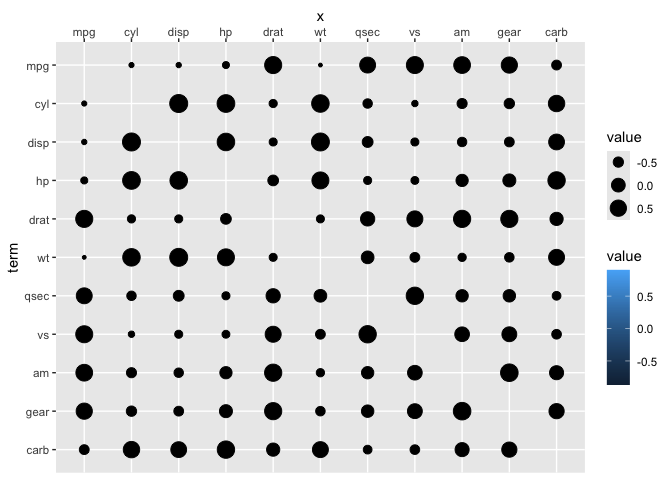 x
mpg cyl disp hp drat wt qsec vs am gear carb
mpg
cyl
disp
hp
drat
wt
qsec
vs
am
gear
carb
term
value
-0.5
0.0
0.5
value
0.5
0.0
-0.5